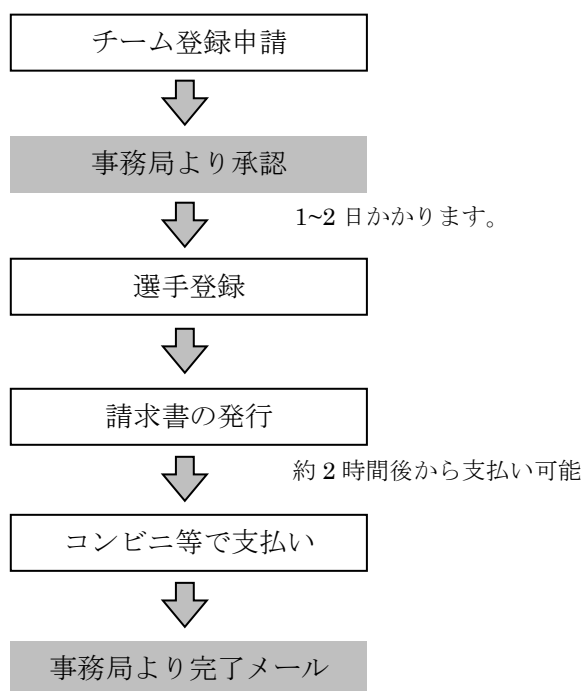 チーム登録申請
事務局より承認
1~2日かかります。
選手登録
請求書の発行
約2時間後から支払い可能
コンビニ等で支払い
事務局より完了メール